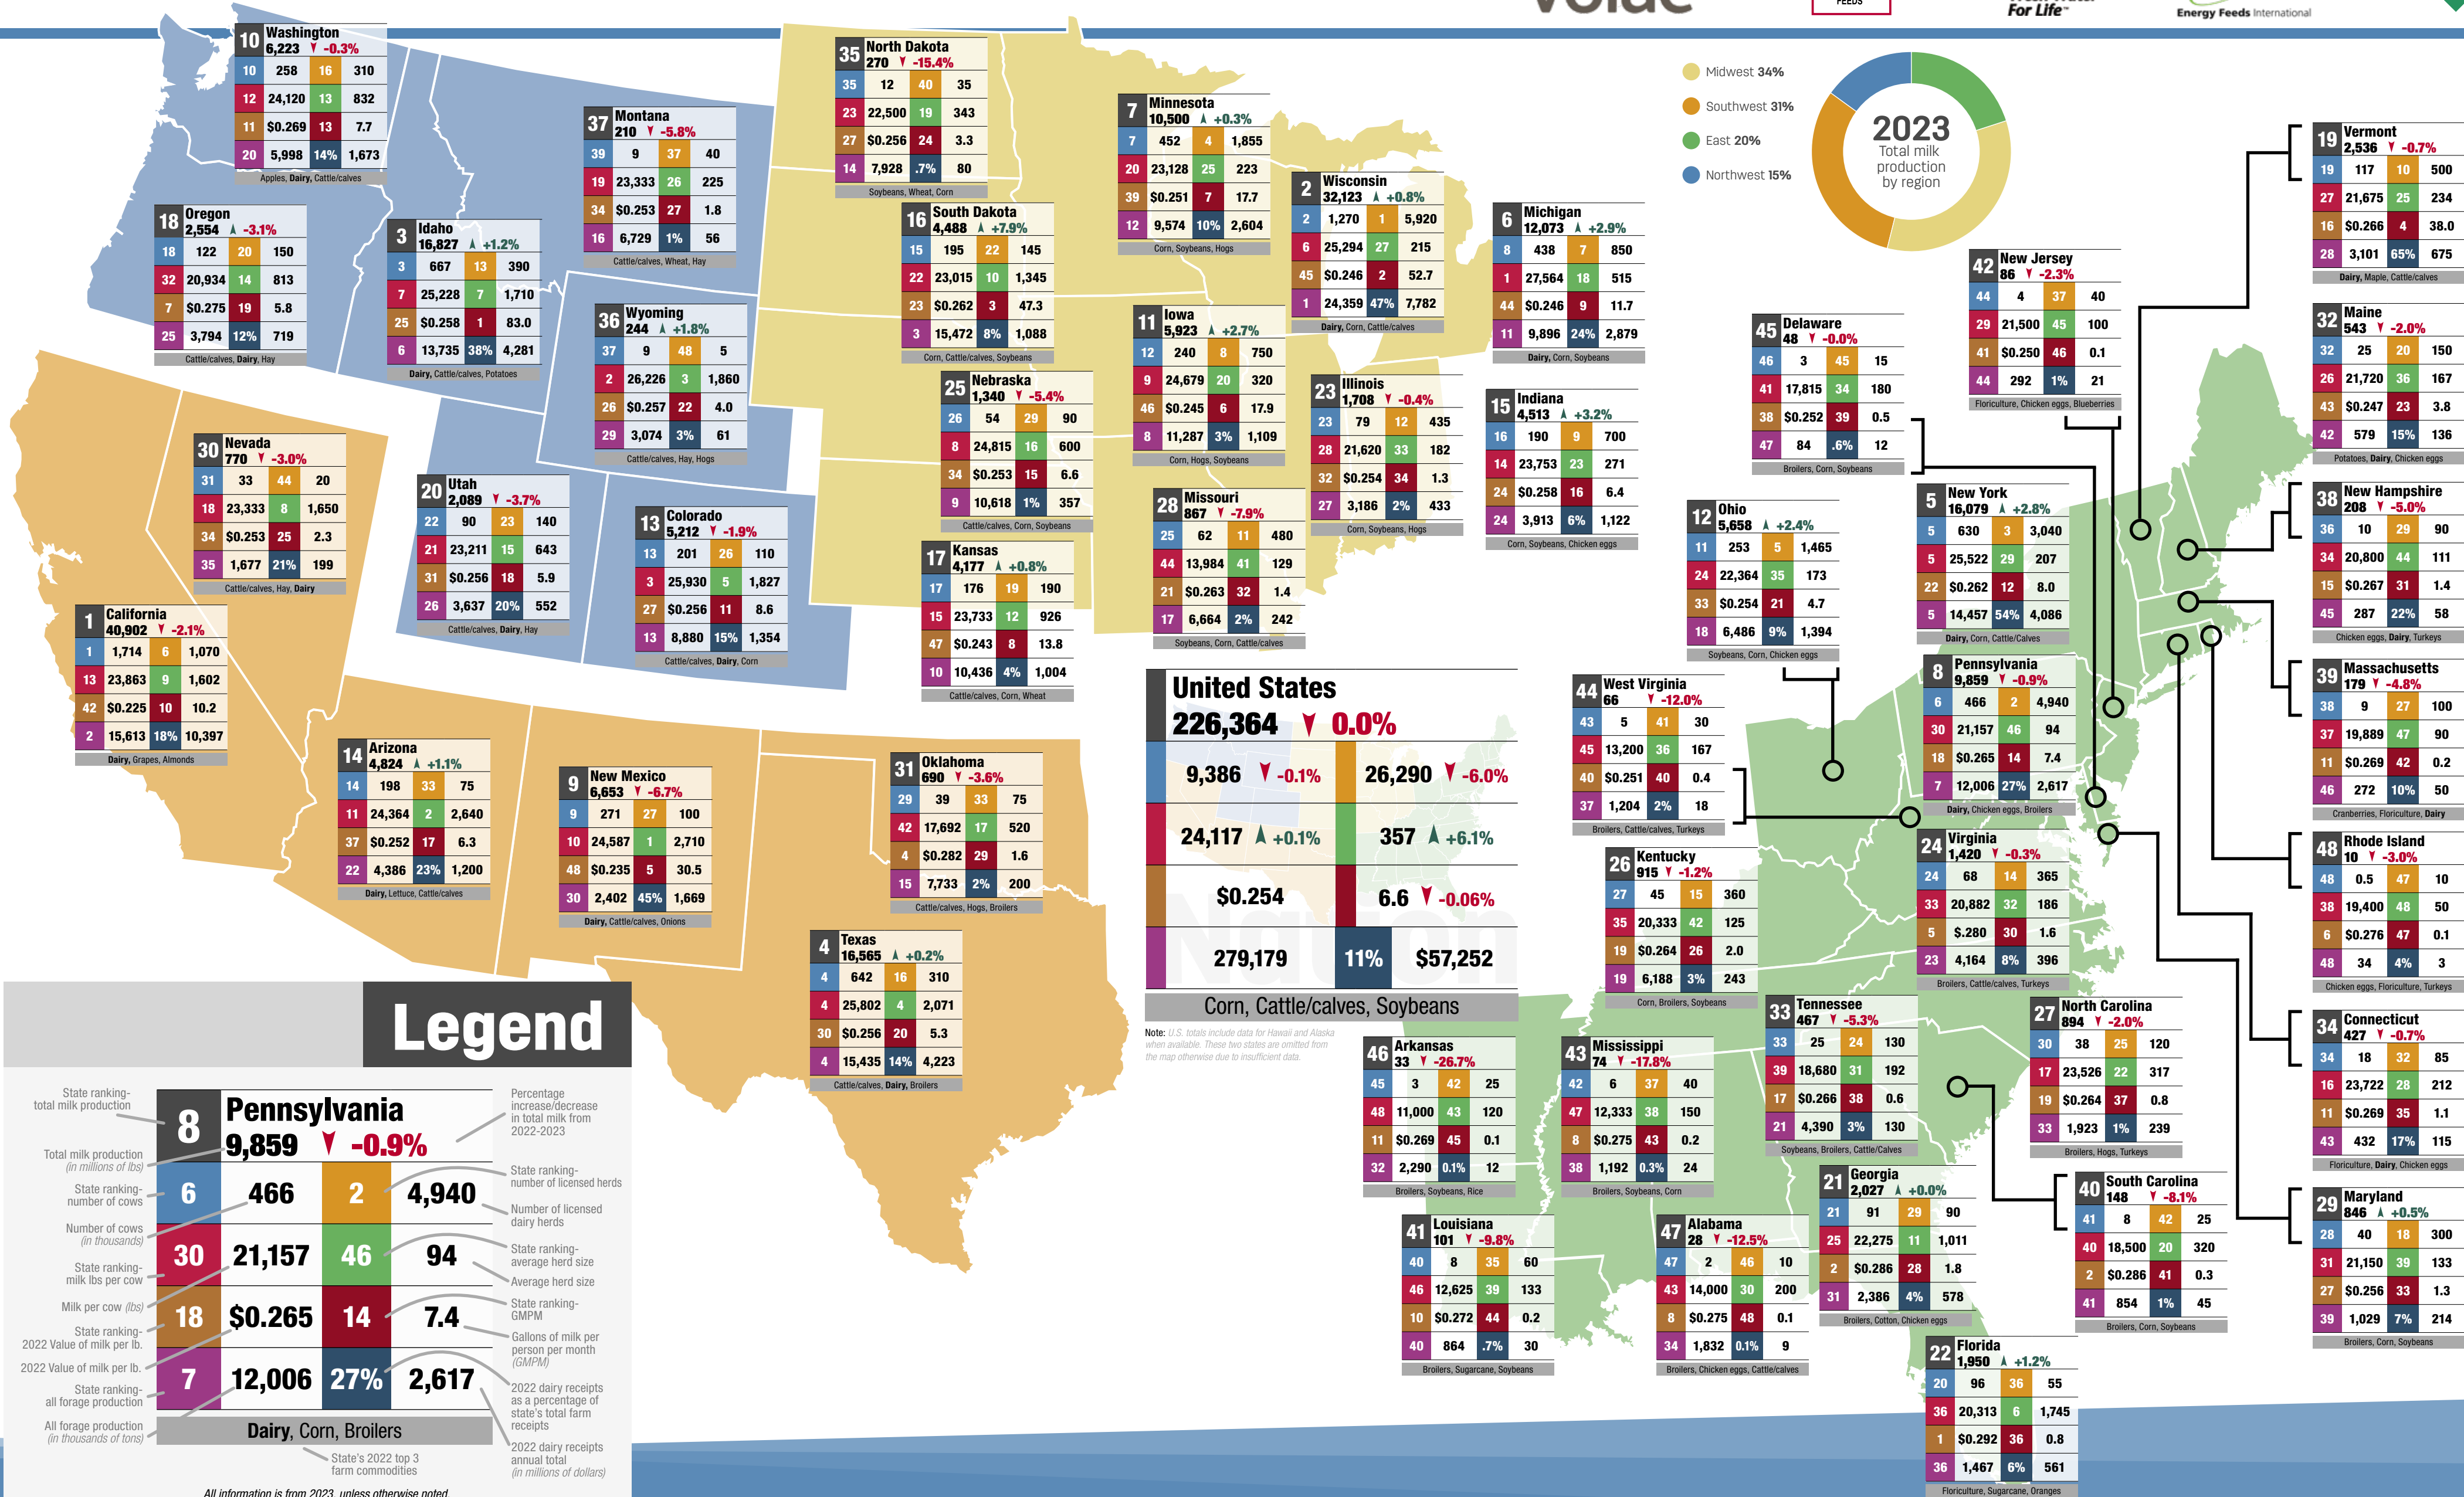 volac
FEEDS
For Life™
Energy Feeds International
Midwest 34%
Southwest 31%
East 20%
Northwest 15%
2023
Total milk
production
by region
10 Washington
6,223 -0.3%
10 258 16 310
12 24,120 13 832
11 $0.269 13 7.7
20 5,998 14% 1,673
Apples, Dairy, Cattle/calves
18 Oregon
2,554 -3.1%
18 122 20 150
32 20,934 14 813
7 $0.275 19 5.8
25 3,794 12% 719
Cattle/calves, Dairy, Hay
3 Idaho
16,827 +1.2%
3 667 13 390
7 25,228 7 1,710
25 $0.258 1 83.0
6 13,735 38% 4,281
Dairy, Cattle/calves, Potatoes
37 Montana
210 -5.8%
39 9 37 40
19 23,333 26 225
34 $0.253 27 1.8
16 6,729 1% 56
Cattle/calves, Wheat, Hay
36 Wyoming
244 +1.8%
37 9 48 5
2 26,226 3 1,860
26 $0.257 22 4.0
29 3,074 3% 61
Cattle/calves, Hay, Hogs
30 Nevada
770 -3.0%
31 33 44 20
18 23,333 8 1,650
34 $0.253 25 2.3
35 1,677 21% 199
Cattle/calves, Hay, Dairy
20 Utah
2,089 -3.7%
22 90 23 140
21 23,211 15 643
31 $0.256 18 5.9
26 3,637 20% 552
Cattle/calves, Dairy, Hay
13 Colorado
5,212 -1.9%
13 201 26 110
3 25,930 5 1,827
27 $0.256 11 8.6
13 8,880 15% 1,354
Cattle/calves, Dairy, Corn
1 California
40,902 -2.1%
1 1,714 6 1,070
13 23,863 9 1,602
42 $0.225 10 10.2
2 15,613 18% 10,397
Dairy, Grapes, Almonds
14 Arizona
4,824 +1.1%
14 198 33 75
11 24,364 2 2,640
37 $0.252 17 6.3
22 4,386 23% 1,200
Dairy, Lettuce, Cattle/calves
9 New Mexico
6,653 -6.7%
9 271 27 100
10 24,587 1 2,710
48 $0.235 5 30.5
30 2,402 45% 1,669
Dairy, Cattle/calves, Onions
31 Oklahoma
690 -3.6%
29 39 33 75
42 17,692 17 520
4 $0.282 29 1.6
15 7,733 2% 200
Cattle/calves, Hogs, Broilers
4 Texas
16,565 +0.2%
4 642 16 310
4 25,802 4 2,071
30 $0.256 20 5.3
4 15,435 14% 4,223
Cattle/calves, Dairy, Broilers
35 North Dakota
270 -15.4%
35 12 40 35
23 22,500 19 343
27 $0.256 24 3.3
14 7,928 .7% 80
Soybeans, Wheat, Corn
16 South Dakota
4,488 +7.9%
15 195 22 145
22 23,015 10 1,345
23 $0.262 3 47.3
3 15,472 8% 1,088
Corn, Cattle/calves, Soybeans
25 Nebraska
1,340 -5.4%
26 54 29 90
8 24,815 16 600
34 $0.253 15 6.6
9 10,618 1% 357
Cattle/calves, Corn, Soybeans
17 Kansas
4,177 +0.8%
17 176 19 190
15 23,733 12 926
47 $0.243 8 13.8
10 10,436 4% 1,004
Cattle/calves, Corn, Wheat
7 Minnesota
10,500 +0.3%
7 452 4 1,855
20 23,128 25 223
39 $0.251 7 17.7
12 9,574 10% 2,604
Corn, Soybeans, Hogs
2 Wisconsin
32,123 +0.8%
2 1,270 1 5,920
6 25,294 27 215
45 $0.246 2 52.7
1 24,359 47% 7,782
Dairy, Corn, Cattle/calves
6 Michigan
12,073 +2.9%
8 438 7 850
1 27,564 18 515
44 $0.246 9 11.7
11 9,896 24% 2,879
Dairy, Corn, Soybeans
11 Iowa
5,923 +2.7%
12 240 8 750
9 24,679 20 320
46 $0.245 6 17.9
8 11,287 3% 1,109
Corn, Hogs, Soybeans
23 Illinois
1,708 -0.4%
23 79 12 435
28 21,620 33 182
32 $0.254 34 1.3
27 3,186 2% 433
Corn, Soybeans, Hogs
15 Indiana
4,513 +3.2%
16 190 9 700
14 23,753 23 271
24 $0.258 16 6.4
24 3,913 6% 1,122
Corn, Soybeans, Chicken eggs
28 Missouri
867 -7.9%
25 62 11 480
44 13,984 41 129
21 $0.263 32 1.4
17 6,664 2% 242
Soybeans, Corn, Cattle/calves
12 Ohio
5,658 +2.4%
11 253 5 1,465
24 22,364 35 173
33 $0.254 21 4.7
18 6,486 9% 1,394
Soybeans, Corn, Chicken eggs
45 Delaware
48 -0.0%
46 3 45 15
41 17,815 34 180
38 $0.252 39 0.5
47 84 .6% 12
Broilers, Corn, Soybeans
42 New Jersey
86 -2.3%
44 4 37 40
29 21,500 45 100
41 $0.250 46 0.1
44 292 1% 21
Floriculture, Chicken eggs, Blueberries
5 New York
16,079 +2.8%
5 630 3 3,040
5 25,522 29 207
22 $0.262 12 8.0
5 14,457 54% 4,086
Dairy, Corn, Cattle/Calves
8 Pennsylvania
9,859 -0.9%
6 466 2 4,940
30 21,157 46 94
18 $0.265 14 7.4
7 12,006 27% 2,617
Dairy, Chicken eggs, Broilers
44 West Virginia
66 -12.0%
43 5 41 30
45 13,200 36 167
40 $0.251 40 0.4
37 1,204 2% 18
Broilers, Cattle/calves, Turkeys
24 Virginia
1,420 -0.3%
24 68 14 365
33 20,882 32 186
5 $.280 30 1.6
23 4,164 8% 396
Broilers, Cattle/calves, Turkeys
26 Kentucky
915 -1.2%
27 45 15 360
35 20,333 42 125
19 $0.264 26 2.0
19 6,188 3% 243
Corn, Broilers, Soybeans
33 Tennessee
467 -5.3%
33 25 24 130
39 18,680 31 192
17 $0.266 38 0.6
21 4,390 3% 130
Soybeans, Broilers, Cattle/Calves
27 North Carolina
894 -2.0%
30 38 25 120
17 23,526 22 317
19 $0.264 37 0.8
33 1,923 1% 239
Broilers, Hogs, Turkeys
46 Arkansas
33 -26.7%
45 3 42 25
48 11,000 43 120
11 $0.269 45 0.1
32 2,290 0.1% 12
Broilers, Soybeans, Rice
43 Mississippi
74 -17.8%
42 6 37 40
47 12,333 38 150
8 $0.275 43 0.2
38 1,192 0.3% 24
Broilers, Soybeans, Corn
41 Louisiana
101 -9.8%
40 8 35 60
46 12,625 39 133
10 $0.272 44 0.2
40 864 .7% 30
Broilers, Sugarcane, Soybeans
47 Alabama
28 -12.5%
47 2 46 10
43 14,000 30 200
8 $0.275 48 0.1
34 1,832 0.1% 9
Broilers, Chicken eggs, Cattle/calves
21 Georgia
2,027 +0.0%
21 91 29 90
25 22,275 11 1,011
2 $0.286 28 1.8
31 2,386 4% 578
Broilers, Cotton, Chicken eggs
40 South Carolina
148 -8.1%
41 8 42 25
40 18,500 20 320
2 $0.286 41 0.3
41 854 1% 45
Broilers, Corn, Soybeans
22 Florida
1,950 +1.2%
20 96 36 55
36 20,313 6 1,745
1 $0.292 36 0.8
36 1,467 6% 561
Floriculture, Sugarcane, Oranges
19 Vermont
2,536 -0.7%
19 117 10 500
27 21,675 25 234
16 $0.266 4 38.0
28 3,101 65% 675
Dairy, Maple, Cattle/calves
32 Maine
543 -2.0%
32 25 20 150
26 21,720 36 167
43 $0.247 23 3.8
42 579 15% 136
Potatoes, Dairy, Chicken eggs
38 New Hampshire
208 -5.0%
36 10 29 90
34 20,800 44 111
15 $0.267 31 1.4
45 287 22% 58
Chicken eggs, Dairy, Turkeys
39 Massachusetts
179 -4.8%
38 9 27 100
37 19,889 47 90
11 $0.269 42 0.2
46 272 10% 50
Cranberries, Floriculture, Dairy
48 Rhode Island
10 -3.0%
48 0.5 47 10
38 19,400 48 50
6 $0.276 47 0.1
48 34 4% 3
Chicken eggs, Floriculture, Turkeys
34 Connecticut
427 -0.7%
34 18 32 85
16 23,722 28 212
11 $0.269 35 1.1
43 432 17% 115
Floriculture, Dairy, Chicken eggs
29 Maryland
846 +0.5%
28 40 18 300
31 21,150 39 133
27 $0.256 33 1.3
39 1,029 7% 214
Broilers, Corn, Soybeans
United States
226,364 0.0%
9,386 -0.1% 26,290 -6.0%
24,117 +0.1% 357 +6.1%
$0.254 6.6 -0.06%
279,179 11% $57,252
Nation
Corn, Cattle/calves, Soybeans
Note: U.S. totals include data for Hawaii and Alaska
when available. These two states are omitted from
the map otherwise due to insufficient data.
Legend
8 Pennsylvania
9,859 -0.9%
6 466 2 4,940
30 21,157 46 94
18 $0.265 14 7.4
7 12,006 27% 2,617
Dairy, Corn, Broilers
State ranking-
total milk production
Total milk production
(in millions of lbs)
State ranking-
number of cows
Number of cows
(in thousands)
State ranking-
milk lbs per cow
Milk per cow (lbs)
State ranking-
2022 Value of milk per lb.
2022 Value of milk per lb.
State ranking-
all forage production
All forage production
(in thousands of tons)
Percentage
increase/decrease
in total milk from
2022-2023
State ranking-
number of licensed herds
Number of licensed
dairy herds
State ranking-
average herd size
Average herd size
State ranking-
GMPM
Gallons of milk per
person per month
(GMPM)
2022 dairy receipts
as a percentage of
state's total farm
receipts
2022 dairy receipts
annual total
(in millions of dollars)
State's 2022 top 3
farm commodities
All information is from 2023, unless otherwise noted.